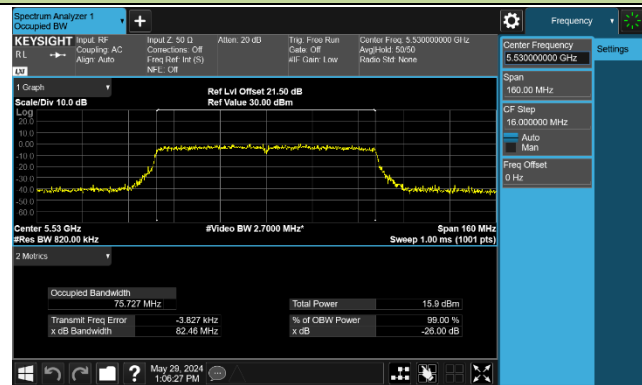 Spectrum Analyzer 1
Occupied BW
Frequency
KEYSIGHT Input: RF Input Z: 50 Ω Atten: 20 dB Trig: Free Run Center Freq: 5.530000000 GHz
RL Coupling: AC Corrections: Off Gate: Off Avg|Hold: 50/50
Align: Auto Freq Ref: Int (S) #IF Gain: Low Radio Std: None
NFE: Off
LXI
Center Frequency
5.530000000 GHz
Settings
Span
160.00 MHz
CF Step
16.000000 MHz
Auto
Man
Freq Offset
0 Hz
1 Graph
Ref Lvl Offset 21.50 dB
Scale/Div 10.0 dB Ref Value 30.00 dBm
Log
20.0
10.0
0.00
-10.0
-20.0
-30.0
-40.0
-50.0
-60.0
Center 5.53 GHz #Video BW 2.7000 MHz* Span 160 MHz
#Res BW 820.00 kHz Sweep 1.00 ms (1001 pts)
2 Metrics
Occupied Bandwidth
75.727 MHz
Total Power 15.9 dBm
Transmit Freq Error -3.827 kHz % of OBW Power 99.00 %
x dB Bandwidth 82.46 MHz x dB -26.00 dB
? May 29, 2024
1:06:27 PM